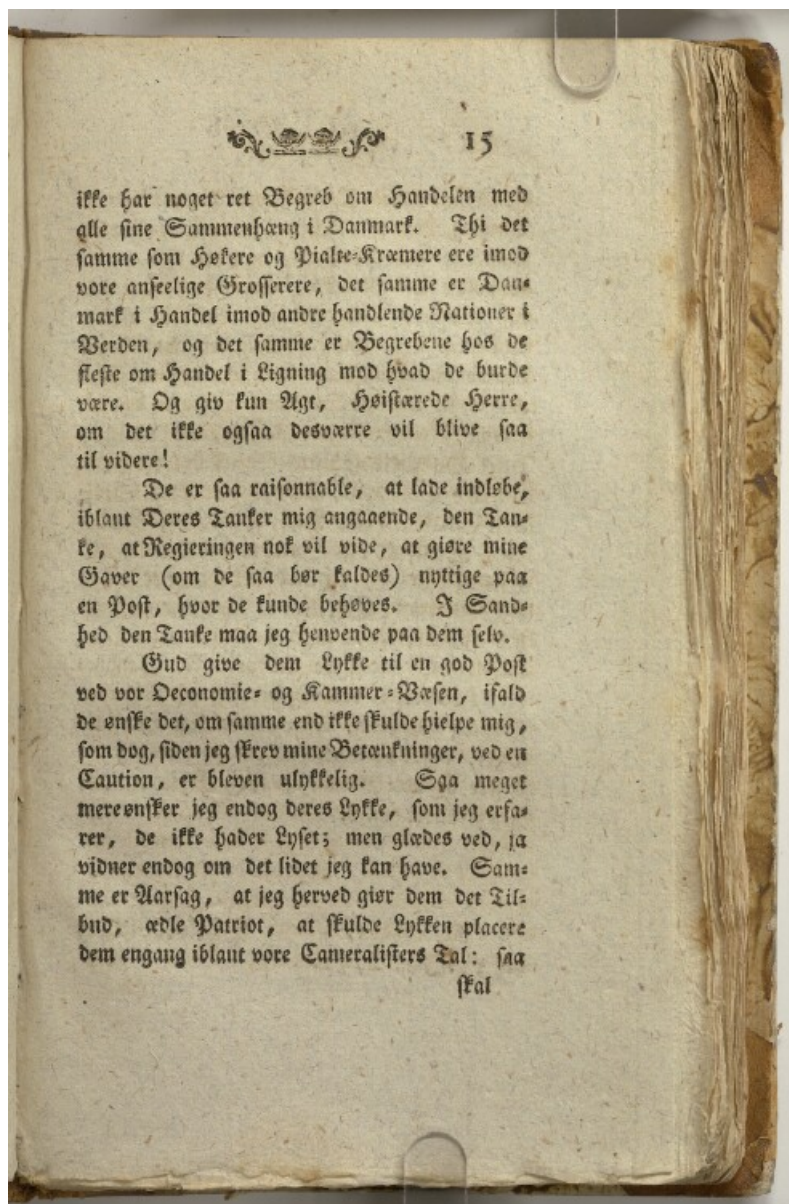 15
ikke har noget ret Begreb om Handelen med
alle sine Sammenhæng i Danmark. Thi det
samme som Høkere og Pialte-Kræmere ere imod
vore anseelige Grosserere, det samme er Dan-
mark i Handel imod andre handlende Nationer i
Verden, og det samme er Begrebene hos de
fleste om Handel i Ligning mod hvad de burde
være. Og giv kun Agt, Høistærede Herre,
om det ikke ogsaa desværre vil blive saa
til videre!
De er saa raisonnable, at lade indløbe,
iblant Deres Tanker mig angaaende, den Tan-
ke, at Regieringen nok vil vide, at giøre mine
Gaver (om de saa bør kaldes) nyttige paa
en Post, hvor de kunde behøves. I Sand-
hed den Tanke maa jeg henvende paa dem selv.
Gud give dem Lykke til en god Post
ved vor Oeconomie- og Kammer-Væsen, ifald
de ønske det, om samme end ikke skulde hielpe mig,
som dog, siden jeg skrev mine Betænkninger, ved en
Caution, er bleven ulykkelig. Saa meget
mere ønsker jeg endog deres Lykke, som jeg erfa-
rer, de ikke hader Lyset; men glædes ved, ja
vidner endog om det lidet jeg kan have. Sam-
me er Aarsag, at jeg herved giør dem det Til-
bud, ædle Patriot, at skulde Lykken placere
dem engang iblant vore Cameralisters Tal: saa
skal